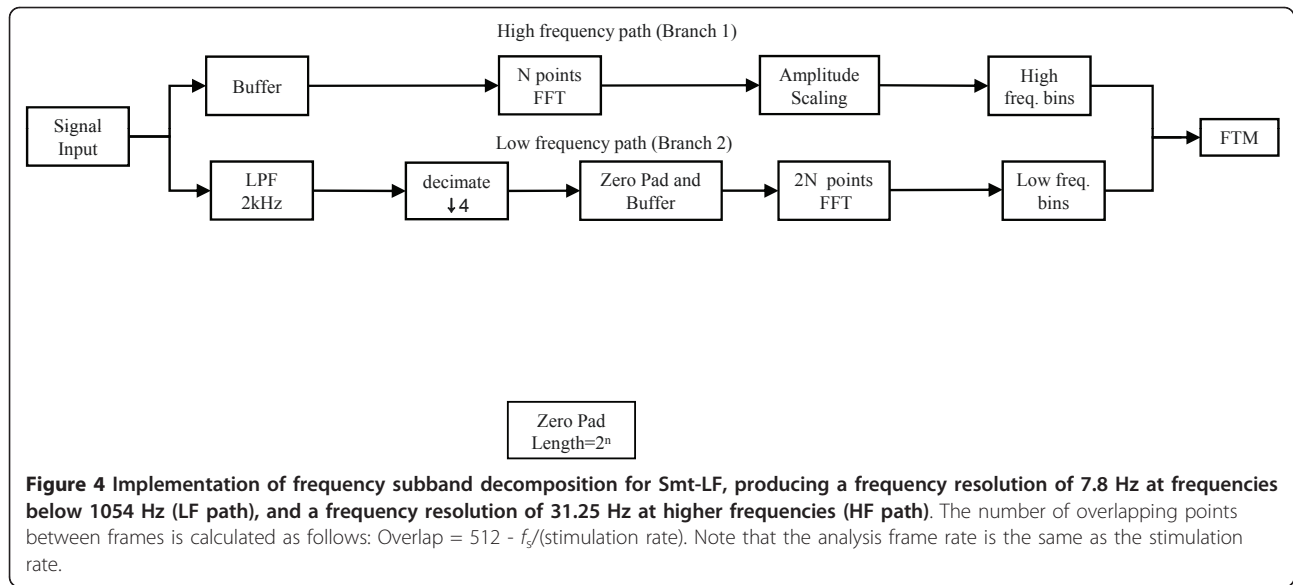 High frequency path (Branch 1)
Buffer
N points
FFT
Amplitude
Scaling
High
freq. bins
Signal
Input
FTM
Low frequency path (Branch 2)
LPF
2kHz
decimate
↓4
Zero Pad and
Buffer
2N points
FFT
Low freq.
bins
Zero Pad
Length=2ⁿ
Figure 4 Implementation of frequency subband decomposition for Smt-LF, producing a frequency resolution of 7.8 Hz at frequencies
below 1054 Hz (LF path), and a frequency resolution of 31.25 Hz at higher frequencies (HF path). The number of overlapping points
between frames is calculated as follows: Overlap = 512 - fₛ/(stimulation rate). Note that the analysis frame rate is the same as the stimulation
rate.